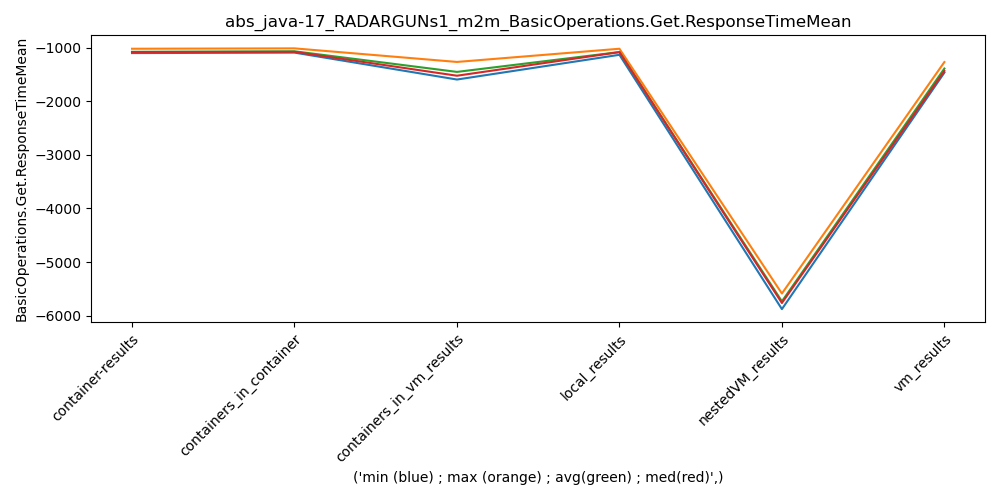 abs_java-17_RADARGUNs1_m2m_BasicOperations.Get.ResponseTimeMean
BasicOperations.Get.ResponseTimeMean
−1000
−2000
−3000
−4000
−5000
−6000
container-results
containers_in_container
containers_in_vm_results
local_results
nestedVM_results
vm_results
('min (blue) ; max (orange) ; avg(green) ; med(red)',)